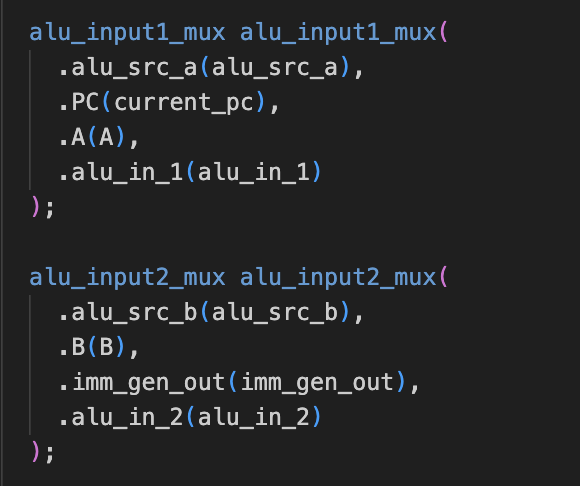 alu_input1_mux alu_input1_mux(
.alu_src_a(alu_src_a),
.PC(current_pc),
.A(A),
.alu_in_1(alu_in_1)
);
alu_input2_mux alu_input2_mux(
.alu_src_b(alu_src_b),
.B(B),
.imm_gen_out(imm_gen_out),
.alu_in_2(alu_in_2)
);